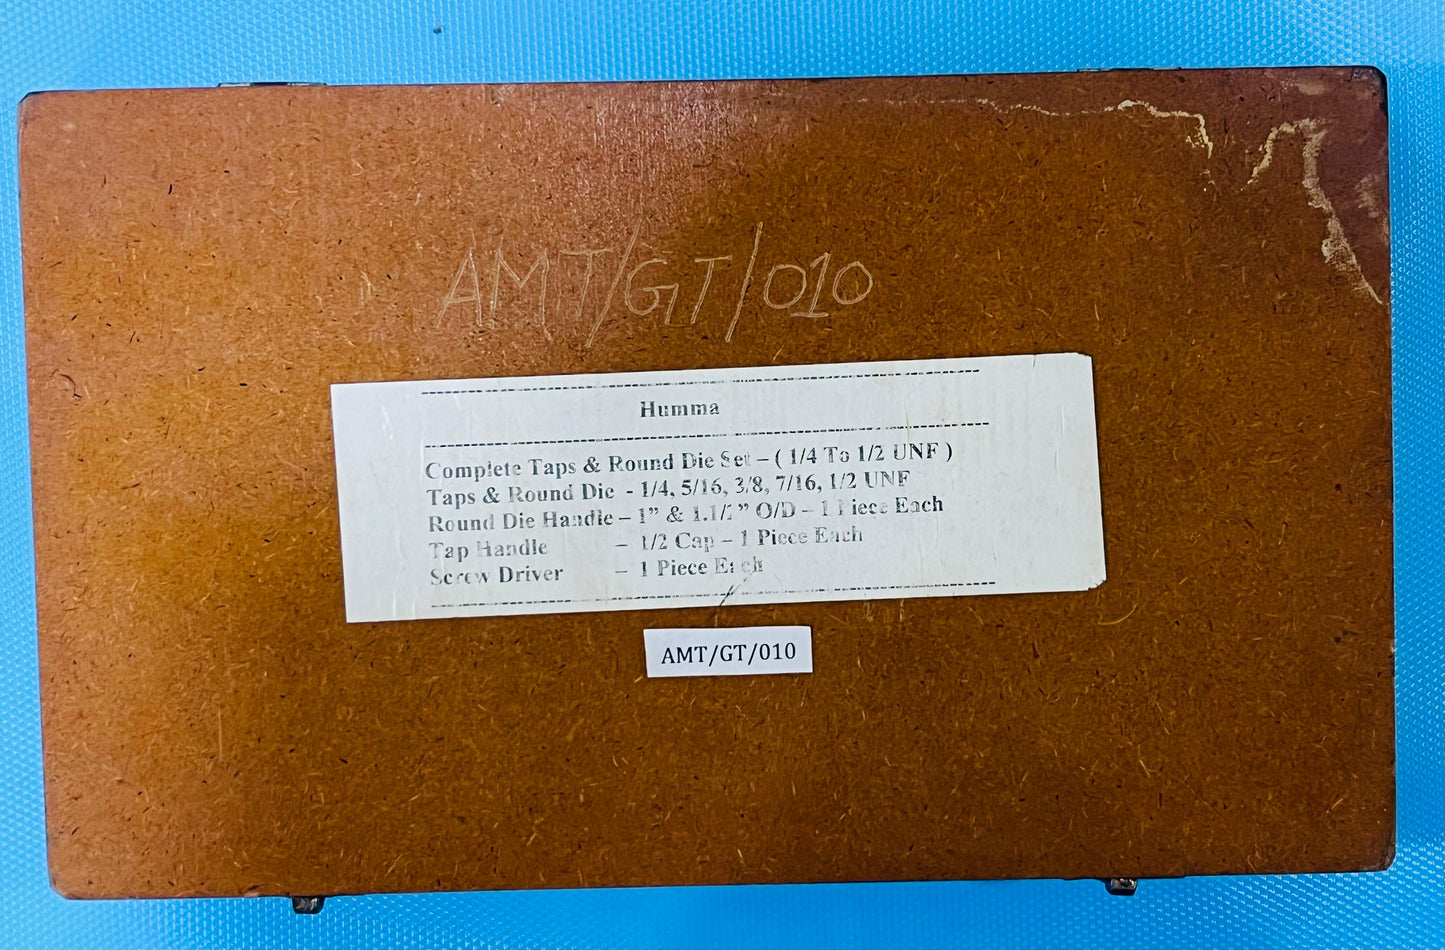 AMT/GT/010
Humma
Complete Taps & Round Die Set – ( 1/4 To 1/2 UNF )
Taps & Round Die - 1/4, 5/16, 3/8, 7/16, 1/2 UNF
Round Die Handle – 1” & 1.1/2” O/D – 1 Piece Each
Tap Handle – 1/2 Cap – 1 Piece Each
Screw Driver – 1 Piece Each
AMT/GT/010